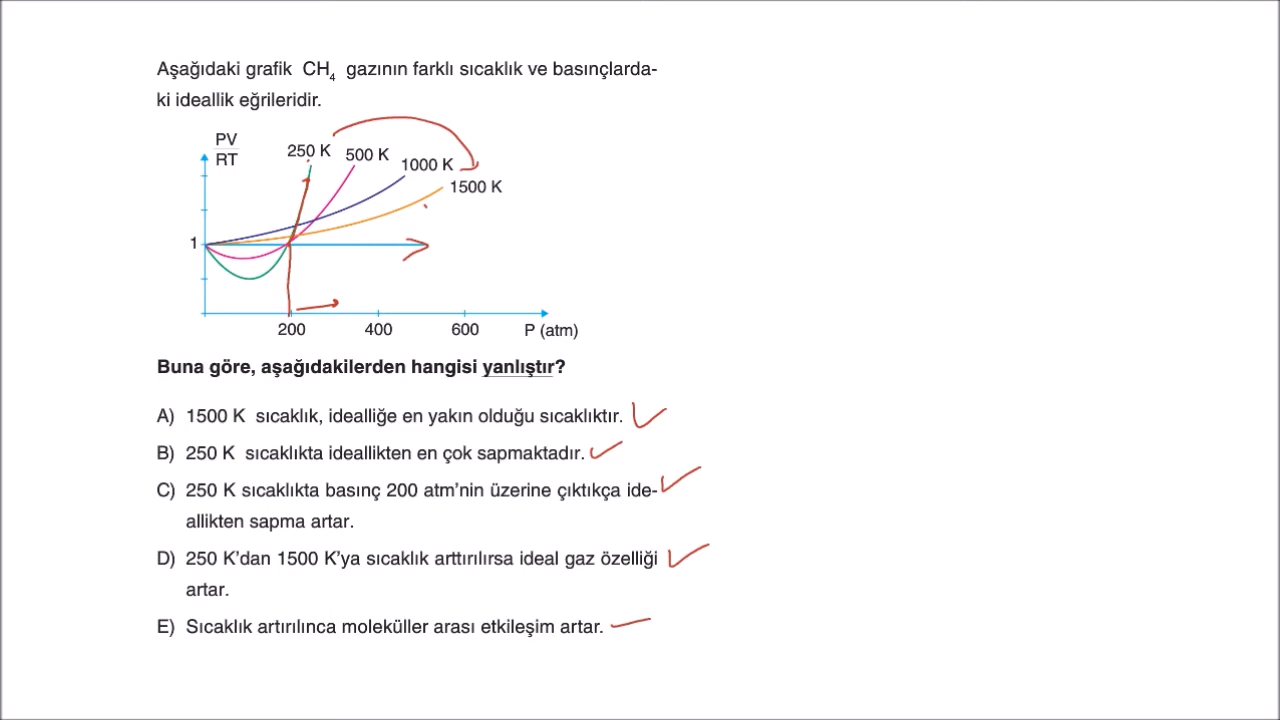 Aşağıdaki grafik CH₄ gazının farklı sıcaklık ve basınçlarda-
ki ideallik eğrileridir.
PV
RT
250 K
500 K
1000 K
1500 K
1
200
400
600
P (atm)
Buna göre, aşağıdakilerden hangisi yanlıştır?
A) 1500 K sıcaklık, idealliğe en yakın olduğu sıcaklıktır.
B) 250 K sıcaklıkta ideallikten en çok sapmaktadır.
C) 250 K sıcaklıkta basınç 200 atm'nin üzerine çıktıkça ide-
allikten sapma artar.
D) 250 K'dan 1500 K'ya sıcaklık arttırılırsa ideal gaz özelliği
artar.
E) Sıcaklık artırılınca moleküller arası etkileşim artar.